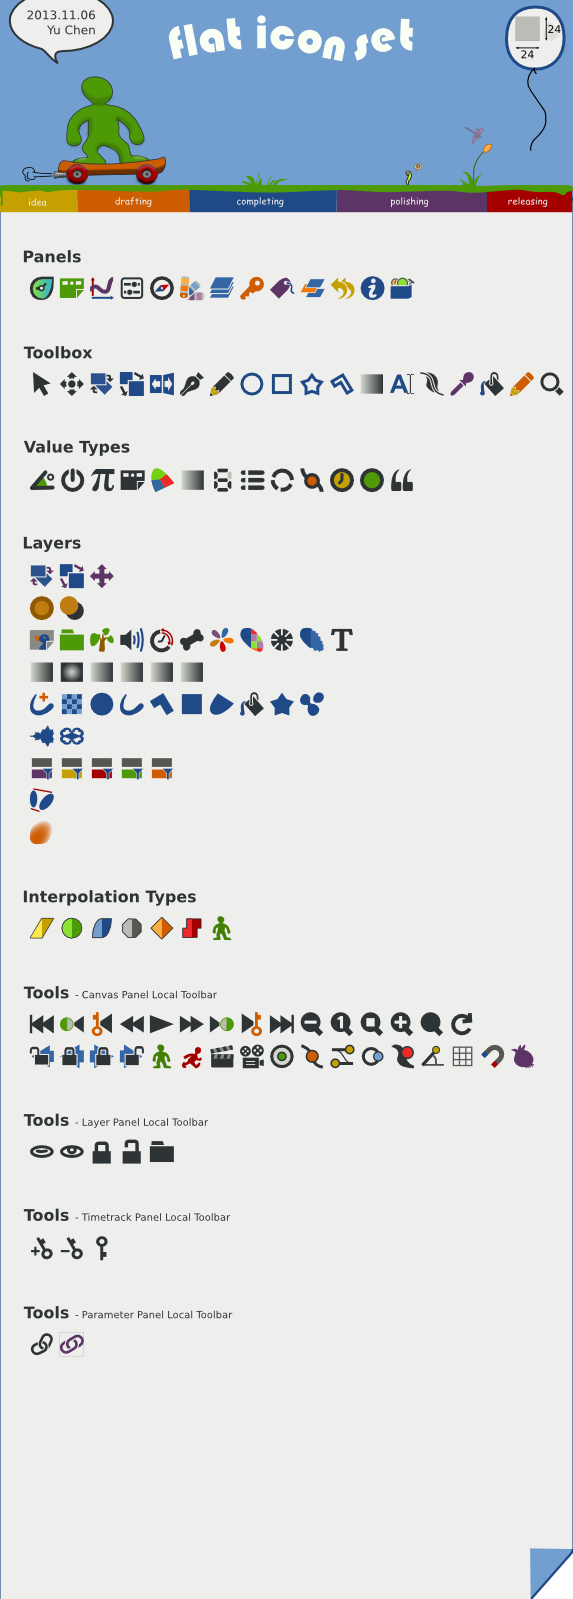 2013.11.06
Yu Chen
flat icon set
24
24
idea drafting completing polishing releasing
Panels
Toolbox
Value Types
Layers
Interpolation Types
Tools - Canvas Panel Local Toolbar
Tools - Layer Panel Local Toolbar
Tools - Timetrack Panel Local Toolbar
Tools - Parameter Panel Local Toolbar